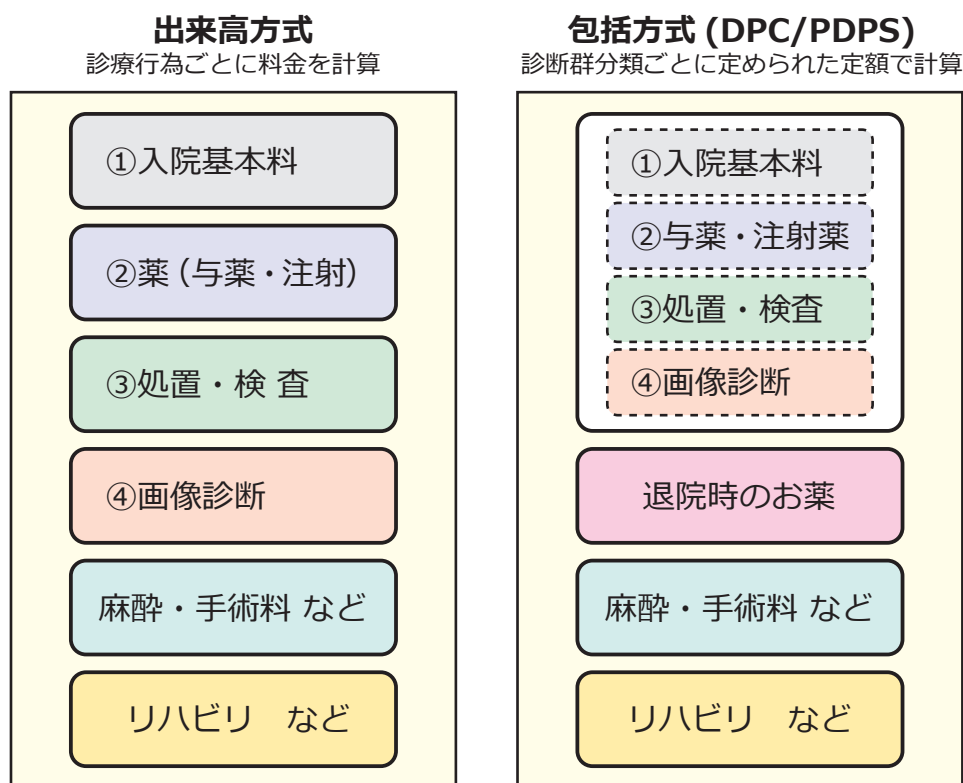 出来高方式
診療行為ごとに料金を計算
①入院基本料
②薬（与薬・注射）
③処置・検 査
④画像診断
麻酔・手術料 など
リハビリ　など
包括方式 (DPC/PDPS)
診断群分類ごとに定められた定額で計算
①入院基本料
②与薬・注射薬
③処置・検査
④画像診断
退院時のお薬
麻酔・手術料 など
リハビリ　など